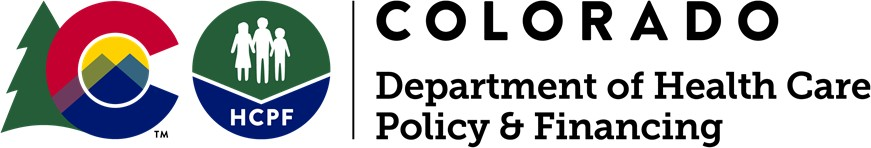 TM
HCPF
COLORADO
Department of Health Care
Policy & Financing